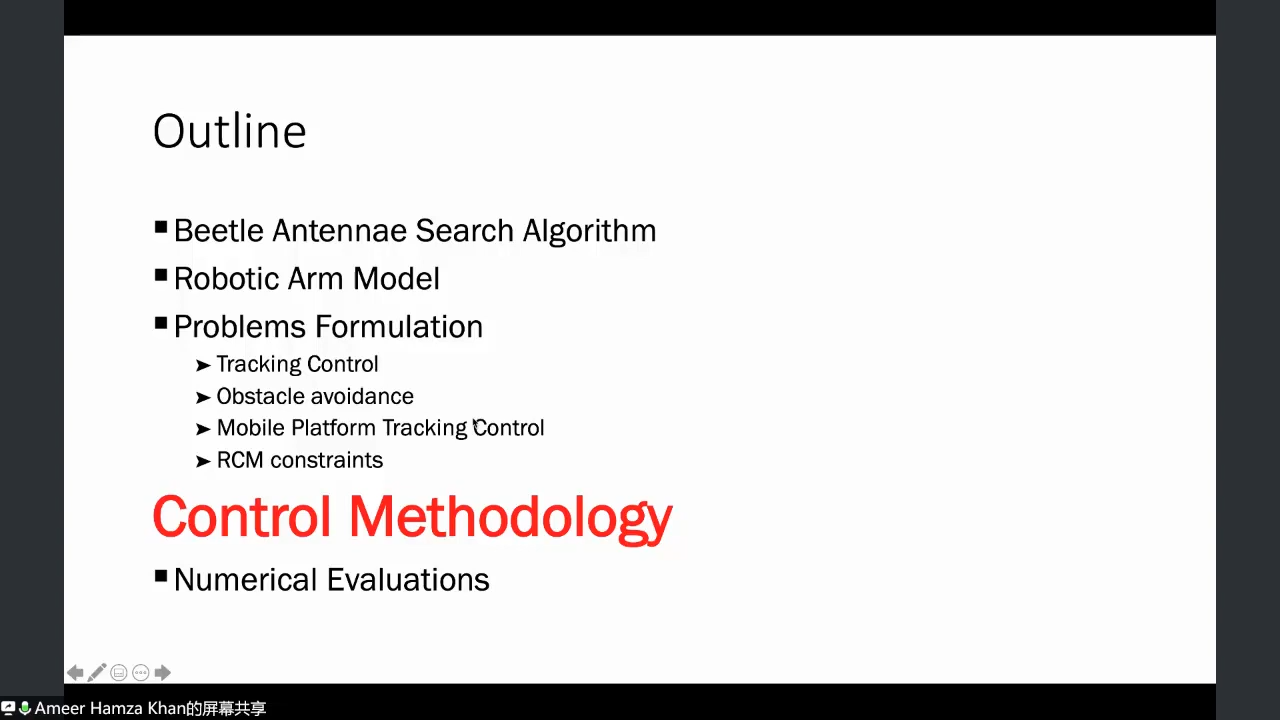 Outline
▪ Beetle Antennae Search Algorithm
▪ Robotic Arm Model
▪ Problems Formulation
➤ Tracking Control
➤ Obstacle avoidance
➤ Mobile Platform Tracking Control
➤ RCM constraints
Control Methodology
▪ Numerical Evaluations
Ameer Hamza Khan的屏幕共享